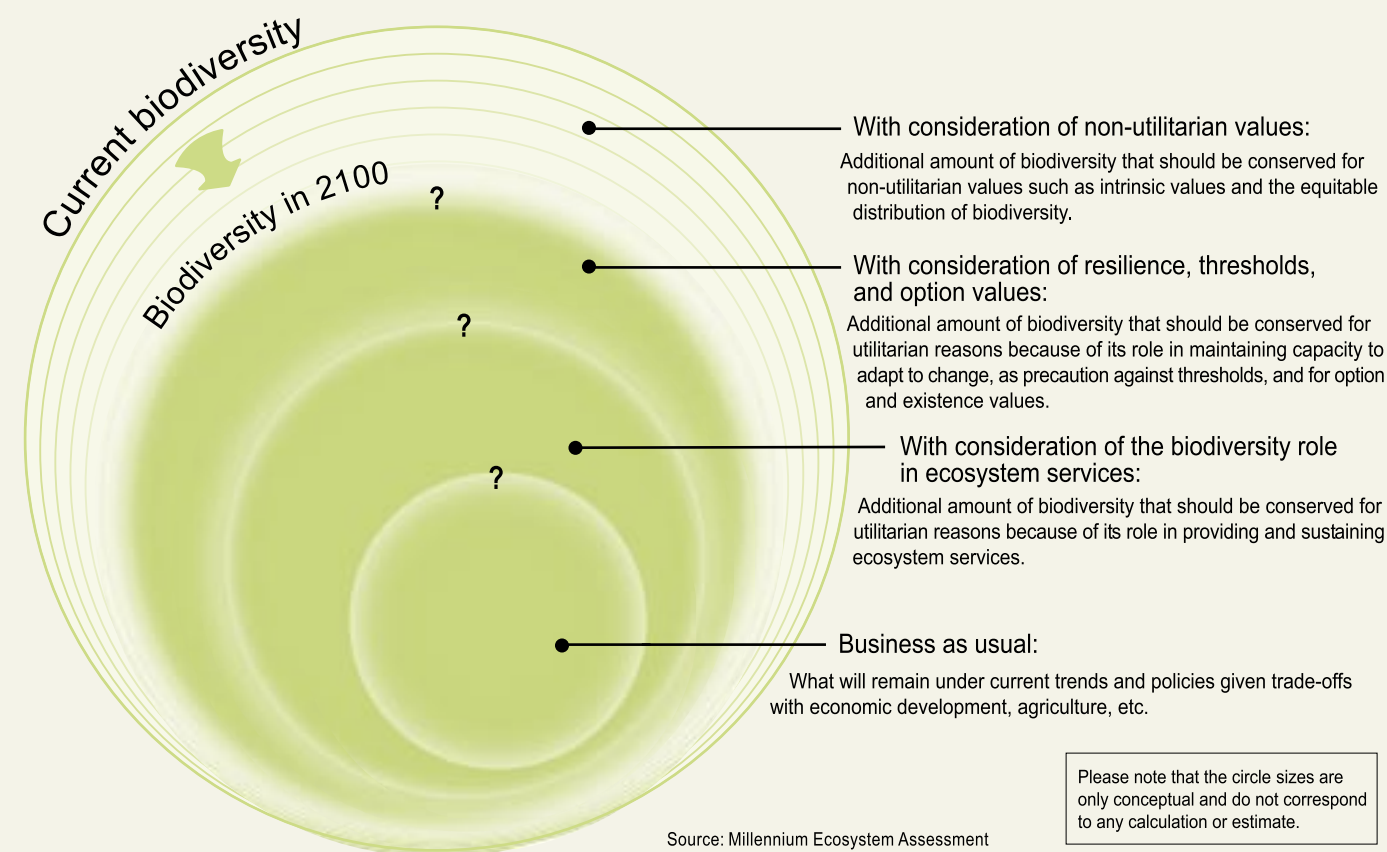 Current biodiversity
Biodiversity in 2100
?
?
?
With consideration of non-utilitarian values:
Additional amount of biodiversity that should be conserved for
non-utilitarian values such as intrinsic values and the equitable
distribution of biodiversity.
With consideration of resilience, thresholds,
and option values:
Additional amount of biodiversity that should be conserved for
utilitarian reasons because of its role in maintaining capacity to
adapt to change, as precaution against thresholds, and for option
and existence values.
With consideration of the biodiversity role
in ecosystem services:
Additional amount of biodiversity that should be conserved for
utilitarian reasons because of its role in providing and sustaining
ecosystem services.
Business as usual:
What will remain under current trends and policies given trade-offs
with economic development, agriculture, etc.
Please note that the circle sizes are
only conceptual and do not correspond
to any calculation or estimate.
Source: Millennium Ecosystem Assessment